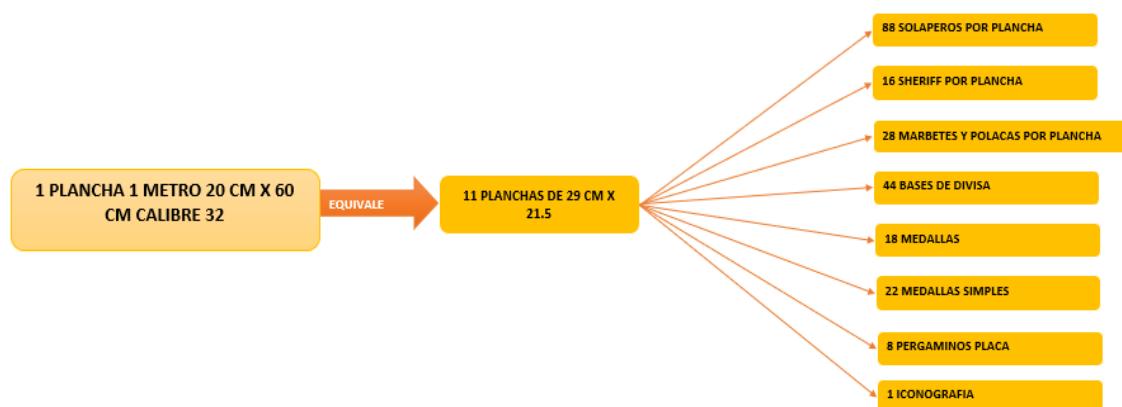 88 SOLAPEROS POR PLANCHA
16 SHERIFF POR PLANCHA
28 MARBETES Y POLACAS POR PLANCHA
1 PLANCHA 1 METRO 20 CM X 60
CM CALIBRE 32
EQUIVALE
11 PLANCHAS DE 29 CM X
21.5
44 BASES DE DIVISA
18 MEDALLAS
22 MEDALLAS SIMPLES
8 PERGAMINOS PLACA
1 ICONOGRAFIA